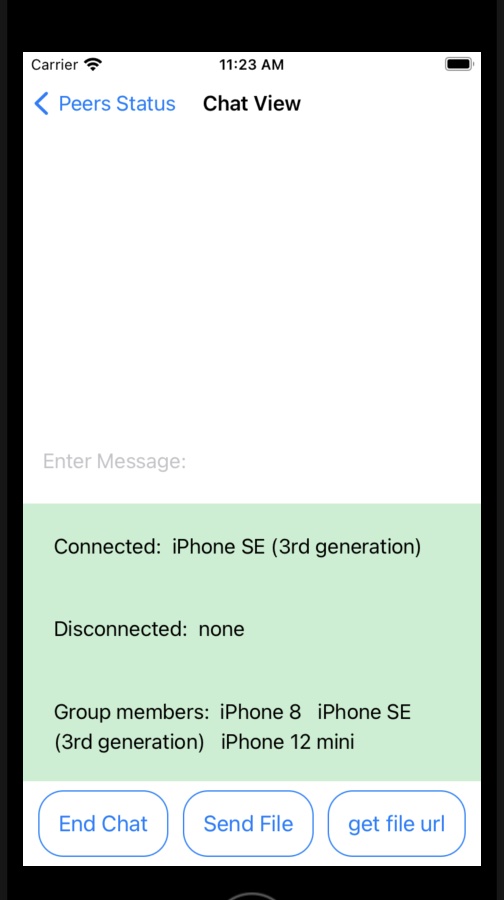 Carrier 11:23 AM
Peers Status Chat View
Enter Message:
Connected: iPhone SE (3rd generation)
Disconnected: none
Group members: iPhone 8 iPhone SE
(3rd generation) iPhone 12 mini
End Chat Send File get file url